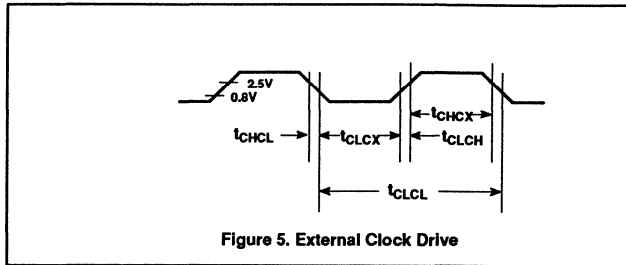 2.5V
0.8V
tCHCX
tCHCL
tCLCX
tCLCH
tCLCL
Figure 5. External Clock Drive